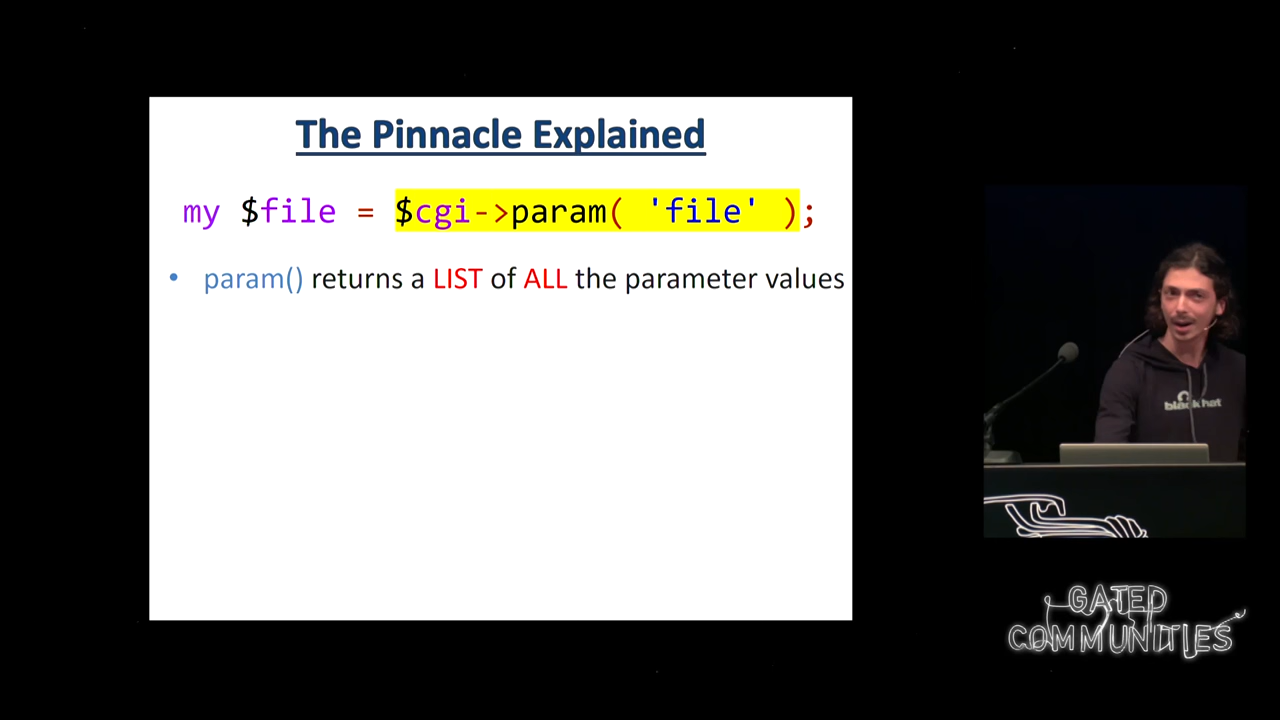 The Pinnacle Explained
my $file = $cgi->param( 'file' );
• param() returns a LIST of ALL the parameter values
black hat
GATED
COMMUNITIES